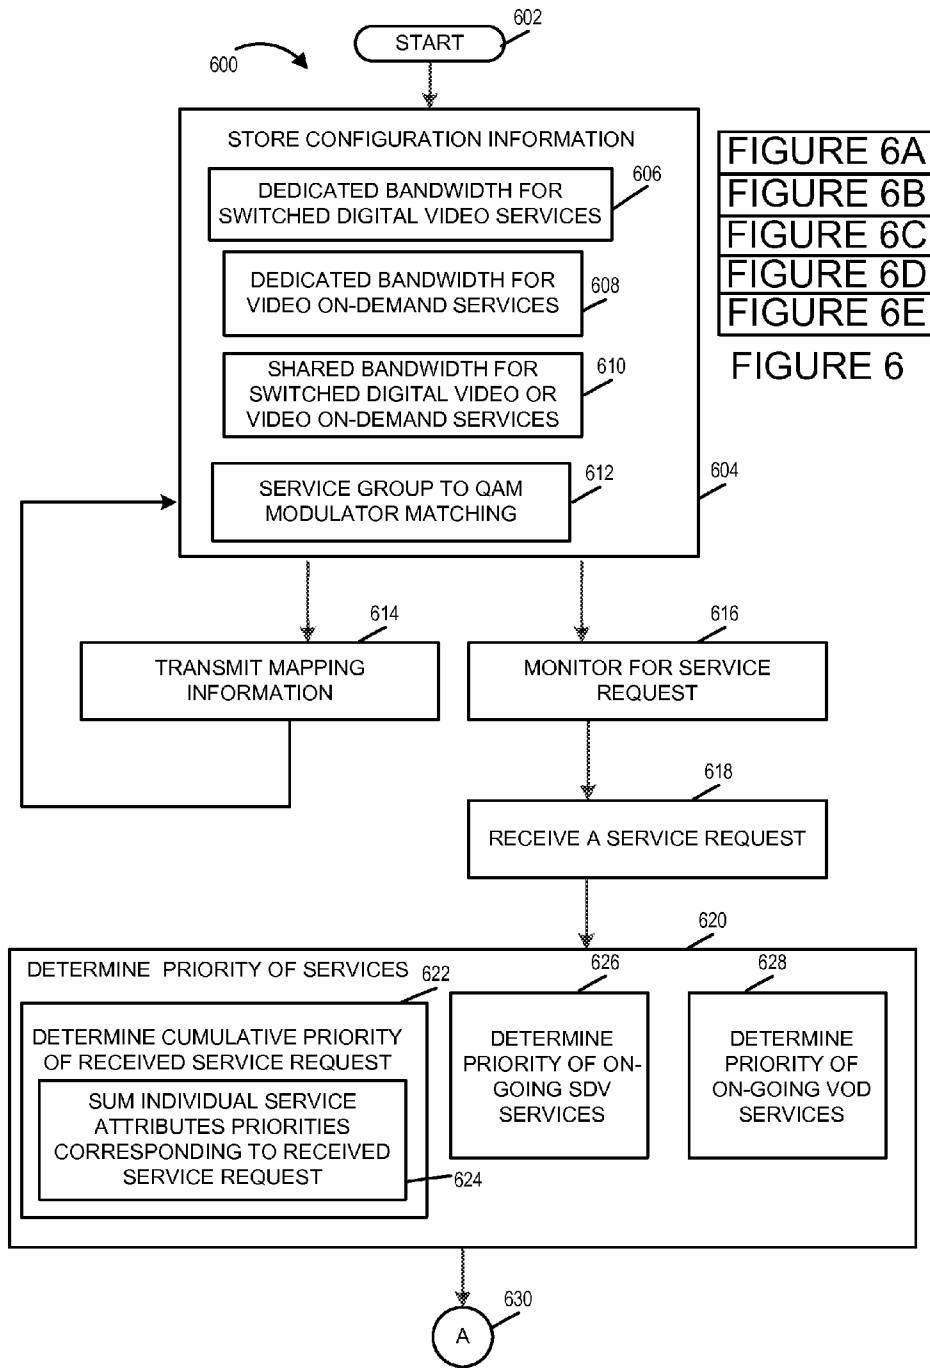 602
START
600
STORE CONFIGURATION INFORMATION
606
DEDICATED BANDWIDTH FOR
SWITCHED DIGITAL VIDEO SERVICES
608
DEDICATED BANDWIDTH FOR
VIDEO ON-DEMAND SERVICES
610
SHARED BANDWIDTH FOR
SWITCHED DIGITAL VIDEO OR
VIDEO ON-DEMAND SERVICES
612
SERVICE GROUP TO QAM
MODULATOR MATCHING
604
FIGURE 6A
FIGURE 6B
FIGURE 6C
FIGURE 6D
FIGURE 6E
FIGURE 6
614
TRANSMIT MAPPING
INFORMATION
616
MONITOR FOR SERVICE
REQUEST
618
RECEIVE A SERVICE REQUEST
620
DETERMINE PRIORITY OF SERVICES
622
DETERMINE CUMULATIVE PRIORITY
OF RECEIVED SERVICE REQUEST
SUM INDIVIDUAL SERVICE
ATTRIBUTES PRIORITIES
CORRESPONDING TO RECEIVED
SERVICE REQUEST
624
626
DETERMINE
PRIORITY OF ON-
GOING SDV
SERVICES
628
DETERMINE
PRIORITY OF
ON-GOING VOD
SERVICES
630
A